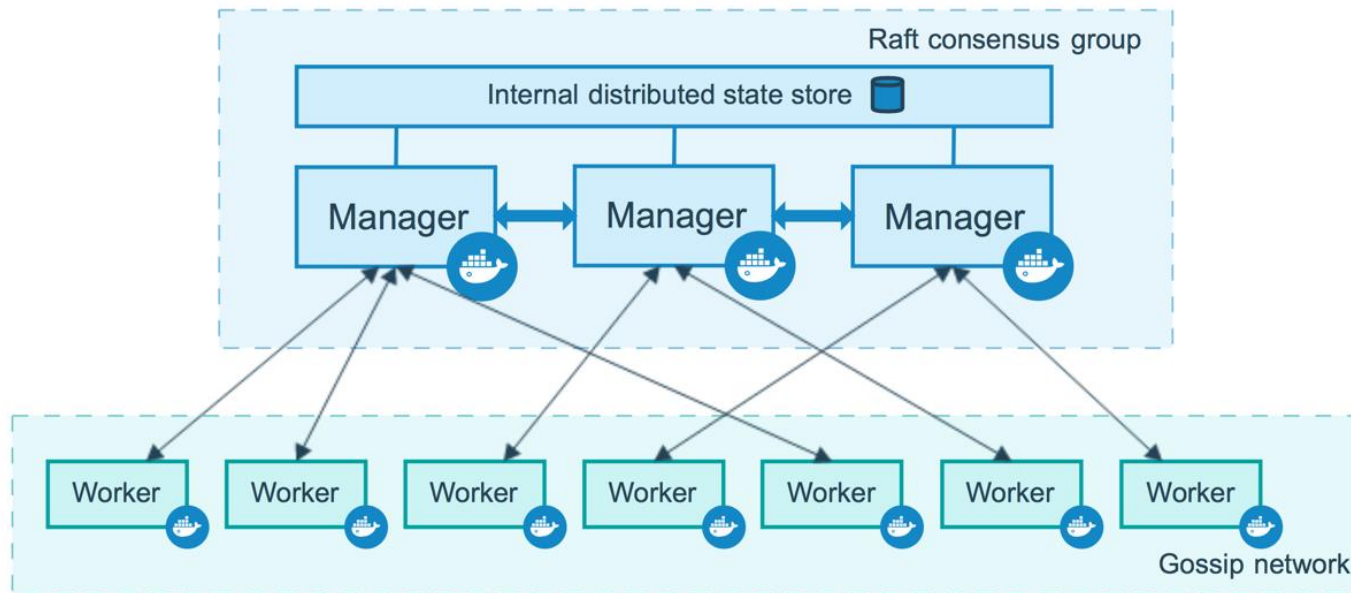 Raft consensus group
Internal distributed state store
Manager
Manager
Manager
Worker
Worker
Worker
Worker
Worker
Worker
Worker
Gossip network